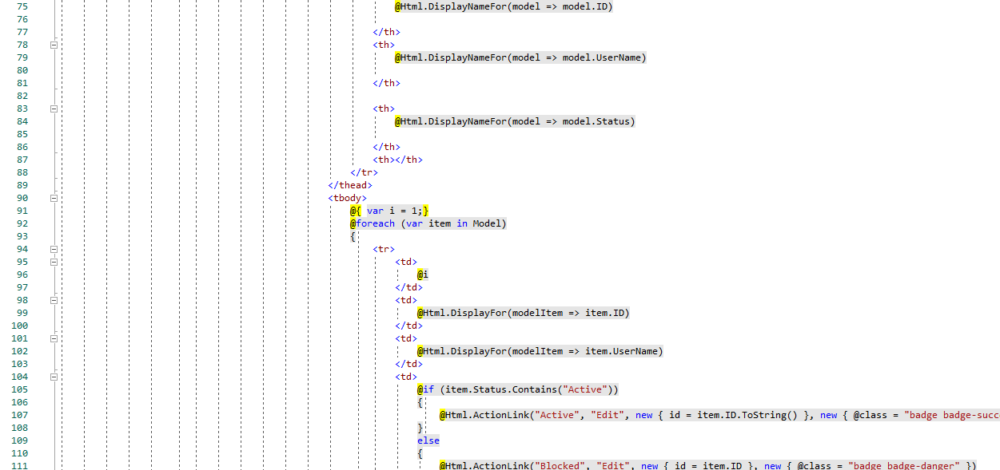 75 @Html.DisplayNameFor(model => model.ID)
76
77 </th>
78 <th>
79 @Html.DisplayNameFor(model => model.UserName)
80
81 </th>
82
83 <th>
84 @Html.DisplayNameFor(model => model.Status)
85
86 </th>
87 <th></th>
88 </tr>
89 </thead>
90 <tbody>
91 @{ var i = 1;}
92 @foreach (var item in Model)
93 {
94 <tr>
95 <td>
96 @i
97 </td>
98 <td>
99 @Html.DisplayFor(modelItem => item.ID)
100 </td>
101 <td>
102 @Html.DisplayFor(modelItem => item.UserName)
103 </td>
104 <td>
105 @if (item.Status.Contains("Active"))
106 {
107 @Html.ActionLink("Active", "Edit", new { id = item.ID.ToString() }, new { @class = "badge badge-succ
108 }
109 else
110 {
111 @Html.ActionLink("Blocked", "Edit", new { id = item.ID }, new { @class = "badge badge-danger" })